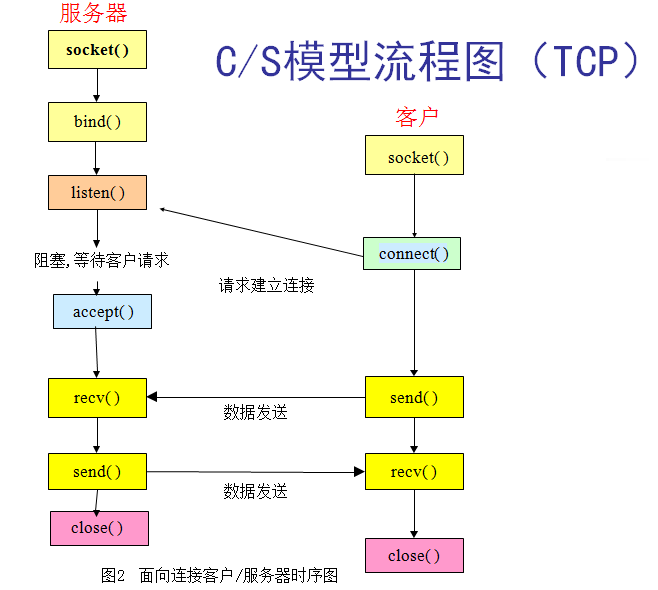 服务器
C/S模型流程图（TCP）
socket()
bind()
客户
socket()
listen()
connect()
阻塞,等待客户请求
请求建立连接
accept()
recv()
send()
数据发送
send()
recv()
数据发送
close()
close()
图2 面向连接客户/服务器时序图